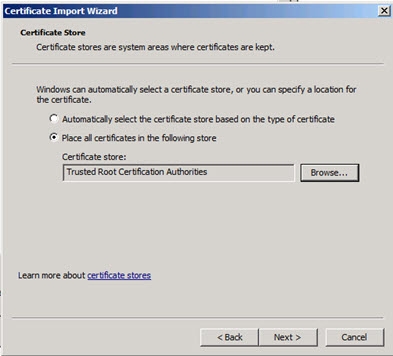 Certificate Import Wizard
Certificate Store
Certificate stores are system areas where certificates are kept.
Windows can automatically select a certificate store, or you can specify a location for
the certificate.
Automatically select the certificate store based on the type of certificate
Place all certificates in the following store
Certificate store:
Trusted Root Certification Authorities
Browse...
Learn more about certificate stores
< Back
Next >
Cancel